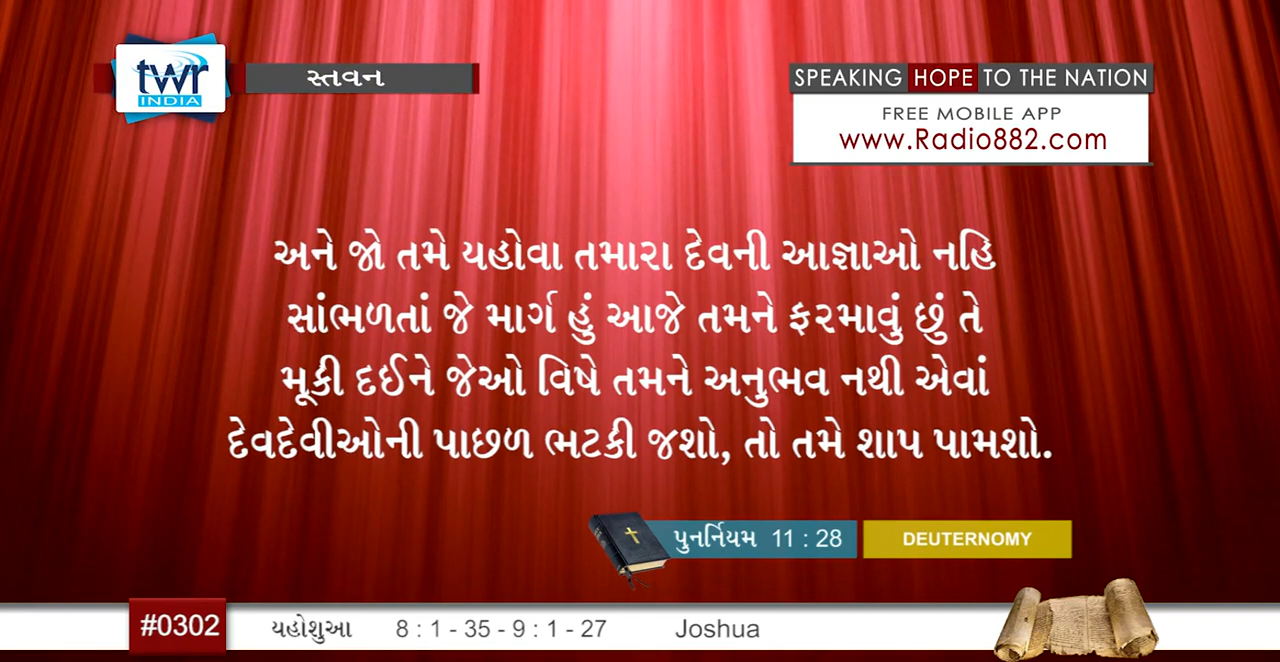 twr
INDIA
સ્તવન
SPEAKING HOPE TO THE NATION
FREE MOBILE APP
www.Radio882.com
અને જો તમે યહોવા તમારા દેવની આજ્ઞાઓ નહિ
સાંભળતાં જે માર્ગ હું આજે તમને ફરમાવું છું તે
મૂકી દઈને જેઓ વિષે તમને અનુભવ નથી એવાં
દેવદેવીઓની પાછળ ભટકી જશો, તો તમે શાપ પામશો.
પુનર્નિયમ 11 : 28
DEUTERNOMY
#0302 યહોશુઆ 8 : 1 - 35 - 9 : 1 - 27 Joshua